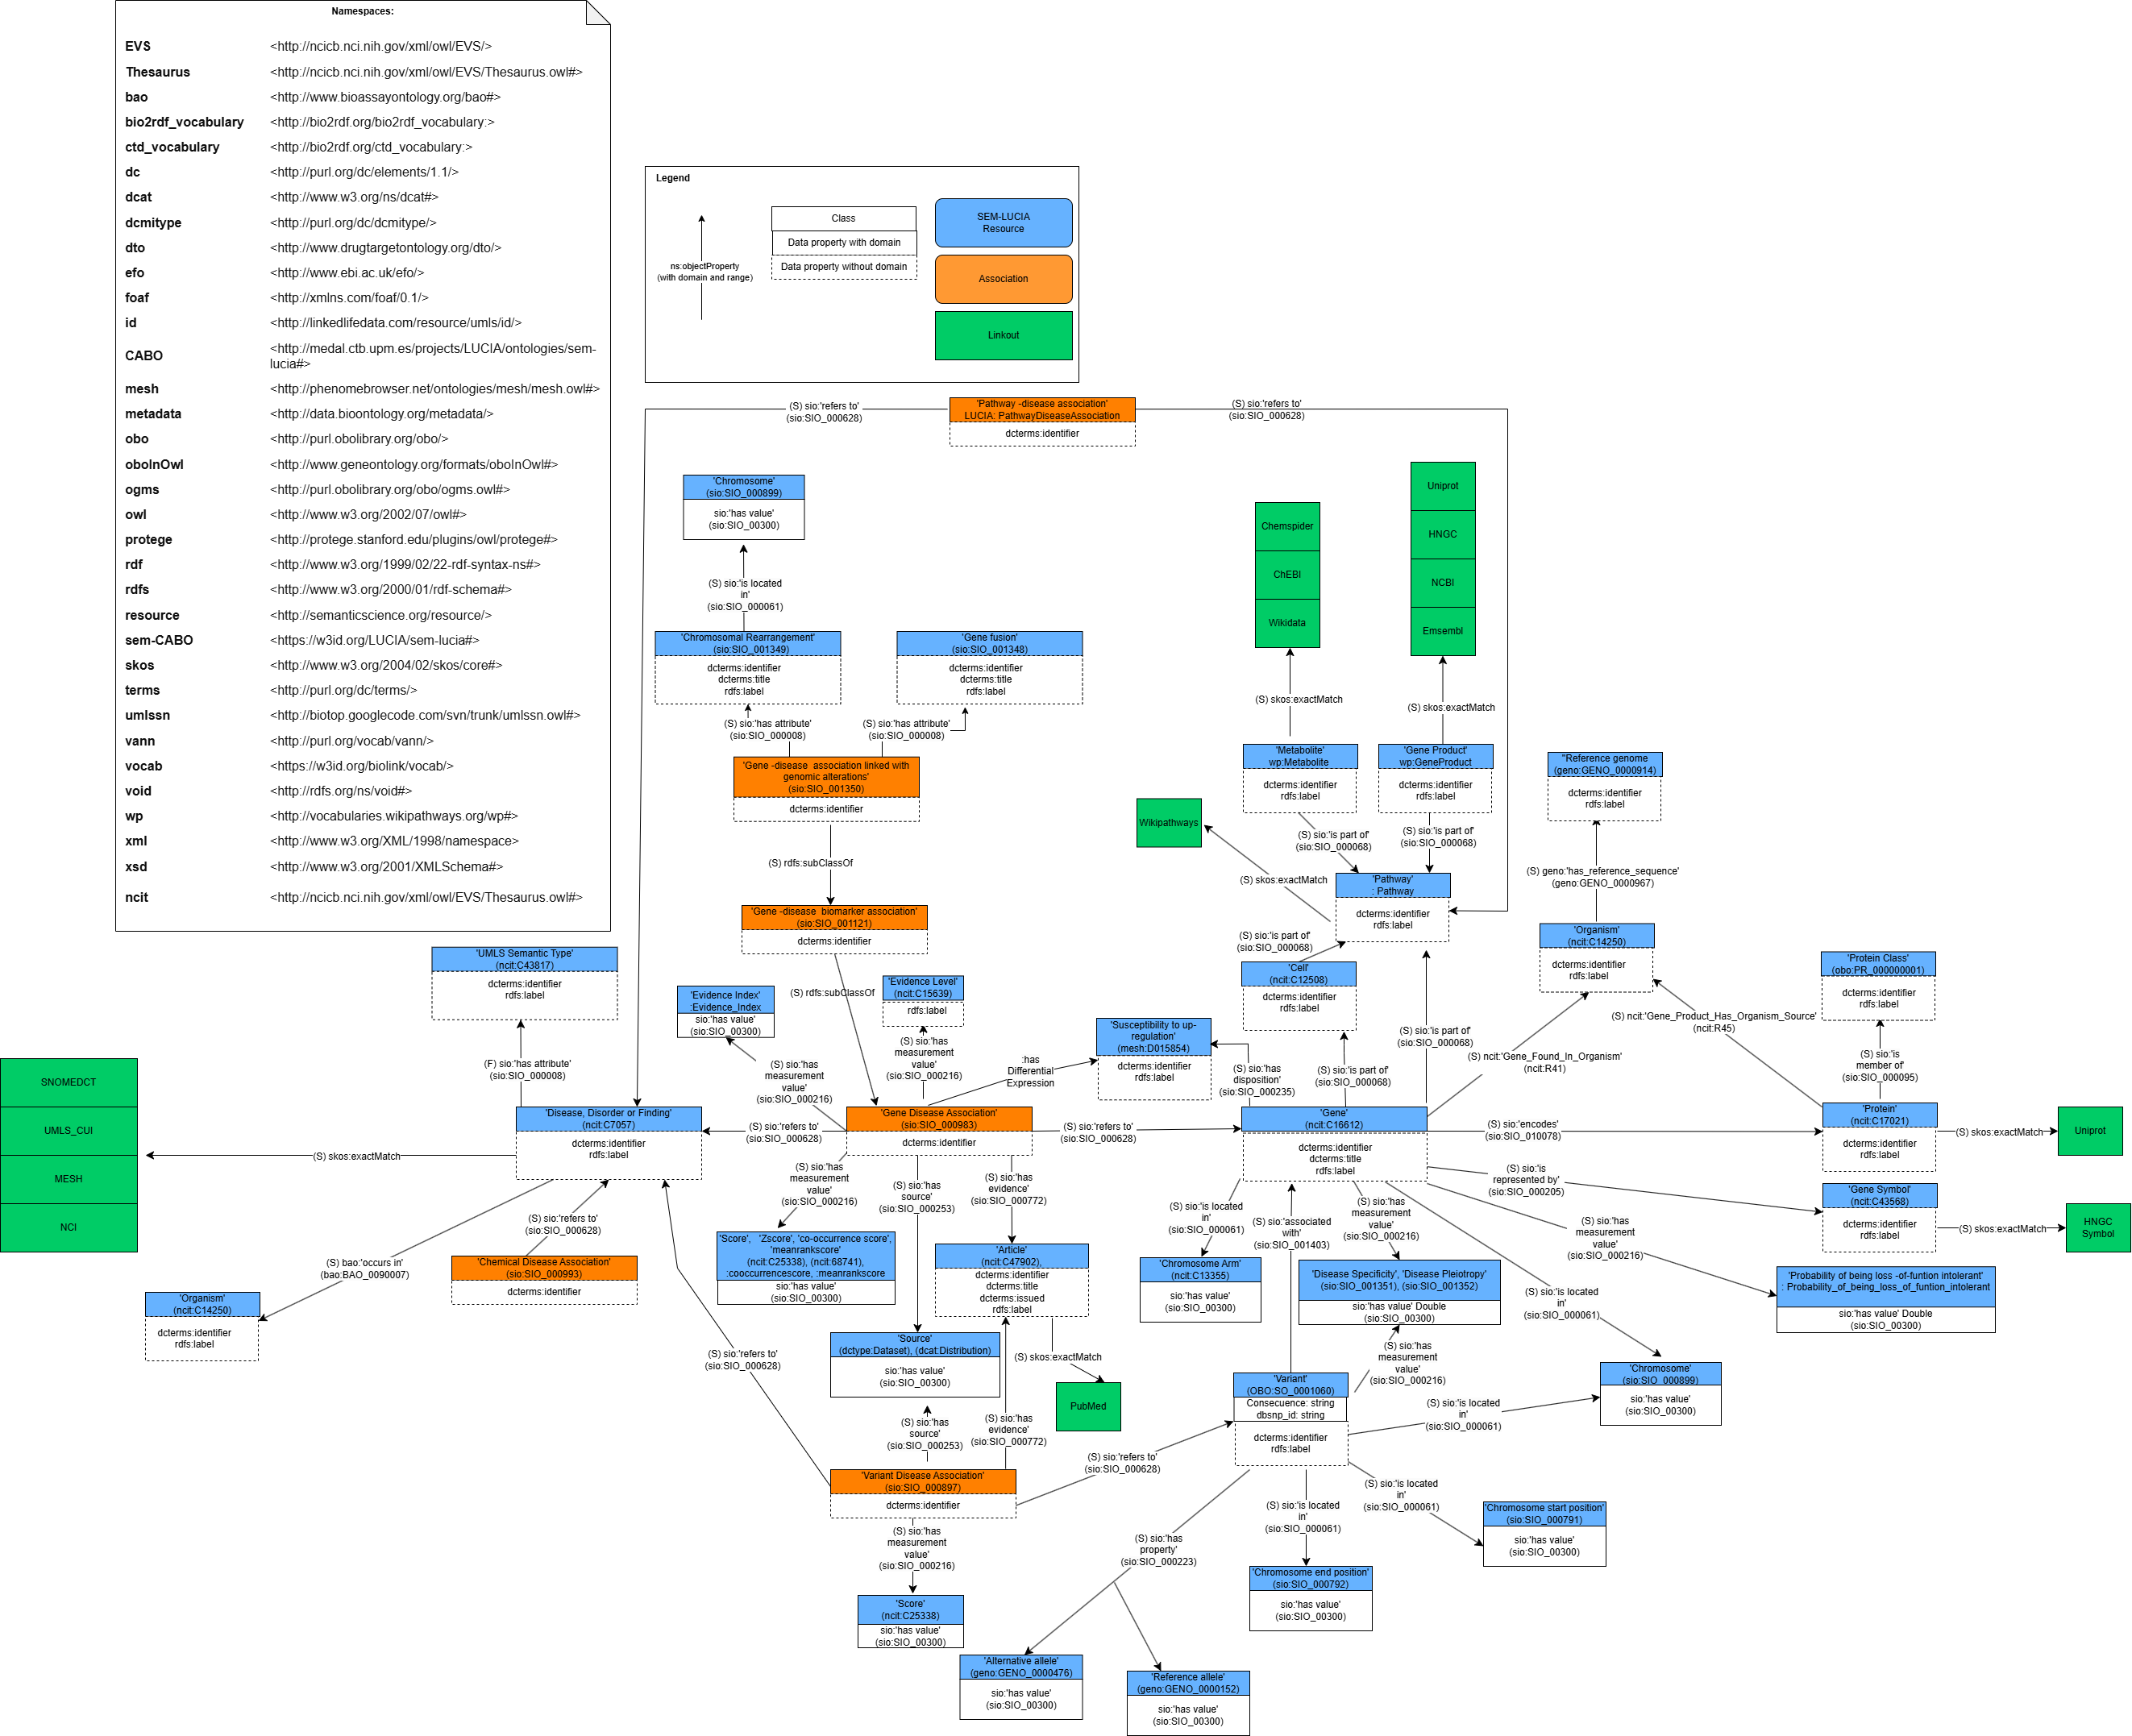 Namespaces:
EVS <http://ncicb.nci.nih.gov/xml/owl/EVS/>
Thesaurus <http://ncicb.nci.nih.gov/xml/owl/EVS/Thesaurus.owl#>
bao <http://www.bioassayontology.org/bao#>
bio2rdf_vocabulary <http://bio2rdf.org/bio2rdf_vocabulary:>
ctd_vocabulary <http://bio2rdf.org/ctd_vocabulary:>
dc <http://purl.org/dc/elements/1.1/>
dcat <http://www.w3.org/ns/dcat#>
dcmitype <http://purl.org/dc/dcmitype/>
dto <http://www.drugtargetontology.org/dto/>
efo <http://www.ebi.ac.uk/efo/>
foaf <http://xmlns.com/foaf/0.1/>
id <http://linkedlifedata.com/resource/umls/id/>
CABO <http://medal.ctb.upm.es/projects/LUCIA/ontologies/sem-
lucia#>
mesh <http://phenomebrowser.net/ontologies/mesh/mesh.owl#>
metadata <http://data.bioontology.org/metadata/>
obo <http://purl.obolibrary.org/obo/>
oboInOwl <http://www.geneontology.org/formats/oboInOwl#>
ogms <http://purl.obolibrary.org/obo/ogms.owl#>
owl <http://www.w3.org/2002/07/owl#>
protege <http://protege.stanford.edu/plugins/owl/protege#>
rdf <http://www.w3.org/1999/02/22-rdf-syntax-ns#>
rdfs <http://www.w3.org/2000/01/rdf-schema#>
resource <http://semanticscience.org/resource/>
sem-CABO <https://w3id.org/LUCIA/sem-lucia#>
skos <http://www.w3.org/2004/02/skos/core#>
terms <http://purl.org/dc/terms/>
umlssn <http://biotop.googlecode.com/svn/trunk/umlssn.owl#>
vann <http://purl.org/vocab/vann/>
vocab <https://w3id.org/biolink/vocab/>
void <http://rdfs.org/ns/void#>
wp <http://vocabularies.wikipathways.org/wp#>
xml <http://www.w3.org/XML/1998/namespace>
xsd <http://www.w3.org/2001/XMLSchema#>
ncit <http://ncicb.nci.nih.gov/xml/owl/EVS/Thesaurus.owl#>
Legend
ns:objectProperty
(with domain and range)
Class
Data property with domain
Data property without domain
SEM-LUCIA
Resource
Association
Linkout
(S) sio:'refers to'
(sio:SIO_000628)
'Pathway -disease association'
LUCIA: PathwayDiseaseAssociation
dcterms:identifier
(S) sio:'refers to'
(sio:SIO_000628)
'Chromosome'
(sio:SIO_000899)
sio:'has value'
(sio:SIO_00300)
(S) sio:'is located
in'
(sio:SIO_000061)
'Chromosomal Rearrangement'
(sio:SIO_001349)
dcterms:identifier
dcterms:title
rdfs:label
'Gene fusion'
(sio:SIO_001348)
dcterms:identifier
dcterms:title
rdfs:label
(S) sio:'has attribute'
(sio:SIO_000008)
(S) sio:'has attribute'
(sio:SIO_000008)
'Gene -disease association linked with
genomic alterations'
(sio:SIO_001350)
dcterms:identifier
(S) rdfs:subClassOf
'Gene -disease biomarker association'
(sio:SIO_001121)
dcterms:identifier
(S) rdfs:subClassOf
Chemspider
ChEBI
Wikidata
Uniprot
HNGC
NCBI
Emsembl
(S) skos:exactMatch
(S) skos:exactMatch
'Metabolite'
wp:Metabolite
dcterms:identifier
rdfs:label
'Gene Product'
wp:GeneProduct
dcterms:identifier
rdfs:label
"Reference genome
(geno:GENO_0000914)
dcterms:identifier
rdfs:label
Wikipathways
(S) sio:'is part of'
(sio:SIO_000068)
(S) sio:'is part of'
(sio:SIO_000068)
(S) skos:exactMatch
'Pathway'
: Pathway
dcterms:identifier
rdfs:label
(S) geno:'has_reference_sequence'
(geno:GENO_0000967)
'Organism'
(ncit:C14250)
dcterms:identifier
rdfs:label
(S) sio:'is part of'
(sio:SIO_000068)
'Cell'
(ncit:C12508)
dcterms:identifier
rdfs:label
'Protein Class'
(obo:PR_000000001)
dcterms:identifier
rdfs:label
'UMLS Semantic Type'
(ncit:C43817)
dcterms:identifier
rdfs:label
'Evidence Index'
:Evidence_Index
sio:'has value'
(sio:SIO_00300)
'Evidence Level'
(ncit:C15639)
rdfs:label
'Susceptibility to up-
regulation'
(mesh:D015854)
dcterms:identifier
rdfs:label
(S) ncit:'Gene_Product_Has_Organism_Source'
(ncit:R45)
(S) sio:'is part of'
(sio:SIO_000068)
(S) ncit:'Gene_Found_In_Organism'
(ncit:R41)
(S) sio:'is
member of'
(sio:SIO_000095)
(F) sio:'has attribute'
(sio:SIO_000008)
(S) sio:'has
measurement
value'
(sio:SIO_000216)
(S) sio:'has
measurement
value'
(sio:SIO_000216)
:has
Differential
Expression
(S) sio:'has
disposition'
(sio:SIO_000235)
(S) sio:'is part of'
(sio:SIO_000068)
SNOMEDCT
UMLS_CUI
MESH
NCI
(S) skos:exactMatch
'Disease, Disorder or Finding'
(ncit:C7057)
dcterms:identifier
rdfs:label
(S) sio:'refers to'
(sio:SIO_000628)
'Gene Disease Association'
(sio:SIO_000983)
dcterms:identifier
(S) sio:'refers to'
(sio:SIO_000628)
'Gene'
(ncit:C16612)
dcterms:identifier
dcterms:title
rdfs:label
(S) sio:'encodes'
(sio:SIO_010078)
'Protein'
(ncit:C17021)
dcterms:identifier
rdfs:label
(S) skos:exactMatch
Uniprot
(S) sio:'is
represented by'
(sio:SIO_000205)
'Gene Symbol'
(ncit:C43568)
dcterms:identifier
rdfs:label
(S) skos:exactMatch
HNGC
Symbol
(S) sio:'has
measurement
value'
(sio:SIO_000216)
(S) sio:'has
source'
(sio:SIO_000253)
(S) sio:'has
evidence'
(sio:SIO_000772)
(S) sio:'is located
in'
(sio:SIO_000061)
(S) sio:'associated
with'
(sio:SIO_001403)
(S) sio:'has
measurement
value'
(sio:SIO_000216)
(S) sio:'has
measurement
value'
(sio:SIO_000216)
(S) bao:'occurs in'
(bao:BAO_0090007)
(S) sio:'refers to'
(sio:SIO_000628)
'Chemical Disease Association'
(sio:SIO_000993)
dcterms:identifier
'Organism'
(ncit:C14250)
dcterms:identifier
rdfs:label
'Score', 'Zscore', 'co-occurrence score',
'meanrankscore'
(ncit:C25338), (ncit:68741),
:cooccurrencescore, :meanrankscore
sio:'has value'
(sio:SIO_00300)
'Article'
(ncit:C47902),
dcterms:identifier
dcterms:title
dcterms:issued
rdfs:label
'Chromosome Arm'
(ncit:C13355)
sio:'has value'
(sio:SIO_00300)
'Disease Specificity', 'Disease Pleiotropy'
(sio:SIO_001351), (sio:SIO_001352)
sio:'has value' Double
(sio:SIO_00300)
(S) sio:'is located
in'
(sio:SIO_000061)
'Probability of being loss -of-funtion intolerant'
: Probability_of_being_loss_of_funtion_intolerant
sio:'has value' Double
(sio:SIO_00300)
'Source'
(dctype:Dataset), (dcat:Distribution)
sio:'has value'
(sio:SIO_00300)
(S) skos:exactMatch
PubMed
(S) sio:'refers to'
(sio:SIO_000628)
(S) sio:'has
measurement
value'
(sio:SIO_000216)
'Variant'
(OBO:SO_0001060)
Consecuence: string
dbsnp_id: string
dcterms:identifier
rdfs:label
'Chromosome'
(sio:SIO_000899)
sio:'has value'
(sio:SIO_00300)
(S) sio:'is located
in'
(sio:SIO_000061)
(S) sio:'has
source'
(sio:SIO_000253)
(S) sio:'has
evidence'
(sio:SIO_000772)
(S) sio:'refers to'
(sio:SIO_000628)
'Variant Disease Association'
(sio:SIO_000897)
dcterms:identifier
(S) sio:'is located
in'
(sio:SIO_000061)
(S) sio:'is located
in'
(sio:SIO_000061)
'Chromosome start position'
(sio:SIO_000791)
sio:'has value'
(sio:SIO_00300)
(S) sio:'has
measurement
value'
(sio:SIO_000216)
(S) sio:'has
property'
(sio:SIO_000223)
'Chromosome end position'
(sio:SIO_000792)
sio:'has value'
(sio:SIO_00300)
'Score'
(ncit:C25338)
sio:'has value'
(sio:SIO_00300)
'Alternative allele'
(geno:GENO_0000476)
sio:'has value'
(sio:SIO_00300)
'Reference allele'
(geno:GENO_0000152)
sio:'has value'
(sio:SIO_00300)